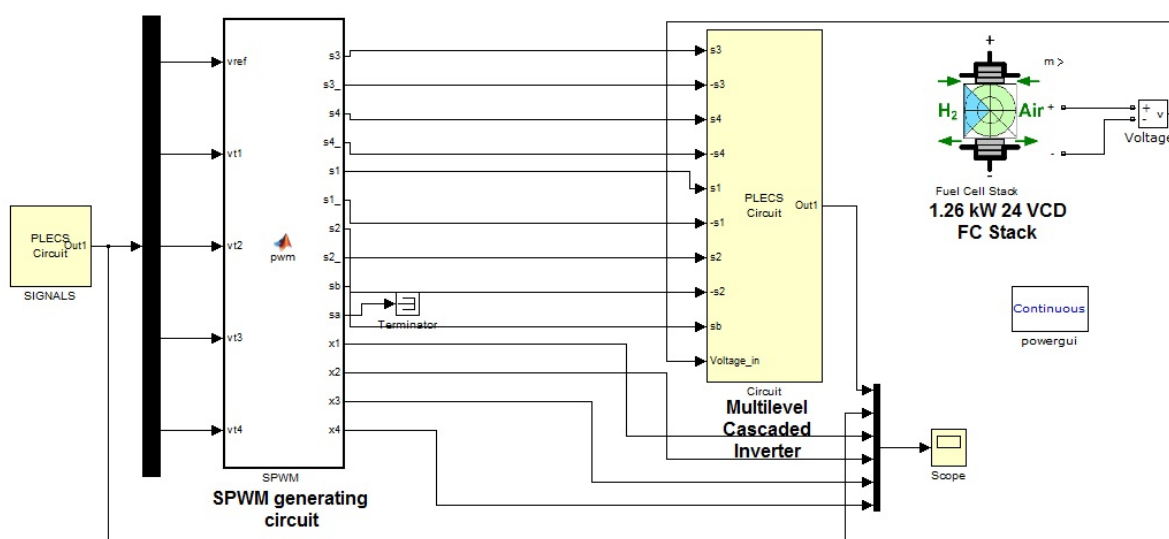 PLECS
Circuit
Out1
SIGNALS
vref
vt1
vt2
vt3
vt4
pwm
s3
s3_
s4
s4_
s1
s1_
s2
s2_
sb
sa
x1
x2
x3
x4
SPWM
SPWM generating
circuit
Terminator
s3
-s3
s4
-s4
s1
-s1
s2
-s2
sb
Voltage_in
PLECS
Circuit
Out1
Circuit
Multilevel
Cascaded
Inverter
+
m >
H2
Air
+
-
-
Fuel Cell Stack
1.26 kW 24 VCD
FC Stack
+
-
v
Voltage
Continuous
powergui
Scope